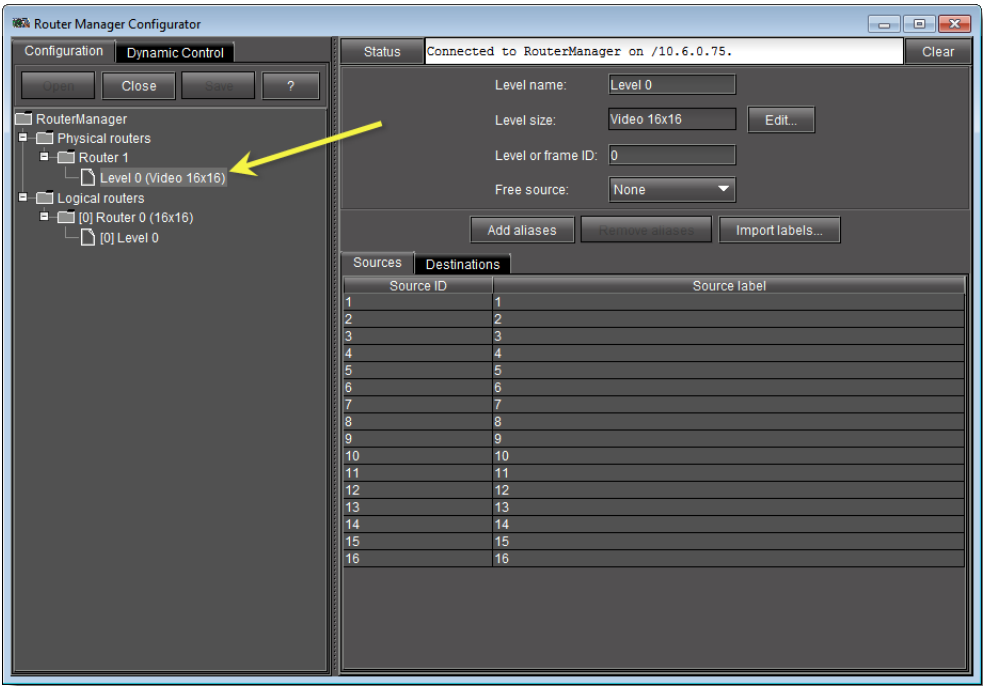 Router Manager Configurator
Configuration Dynamic Control
Open Close Save ?
RouterManager
Physical routers
Router 1
Level 0 (Video 16x16)
Logical routers
[0] Router 0 (16x16)
[0] Level 0
Status Connected to RouterManager on /10.6.0.75. Clear
Level name: Level 0
Level size: Video 16x16 Edit...
Level or frame ID: 0
Free source: None
Add aliases Remove aliases Import labels...
Sources Destinations
Source ID Source label
1 1
2 2
3 3
4 4
5 5
6 6
7 7
8 8
9 9
10 10
11 11
12 12
13 13
14 14
15 15
16 16